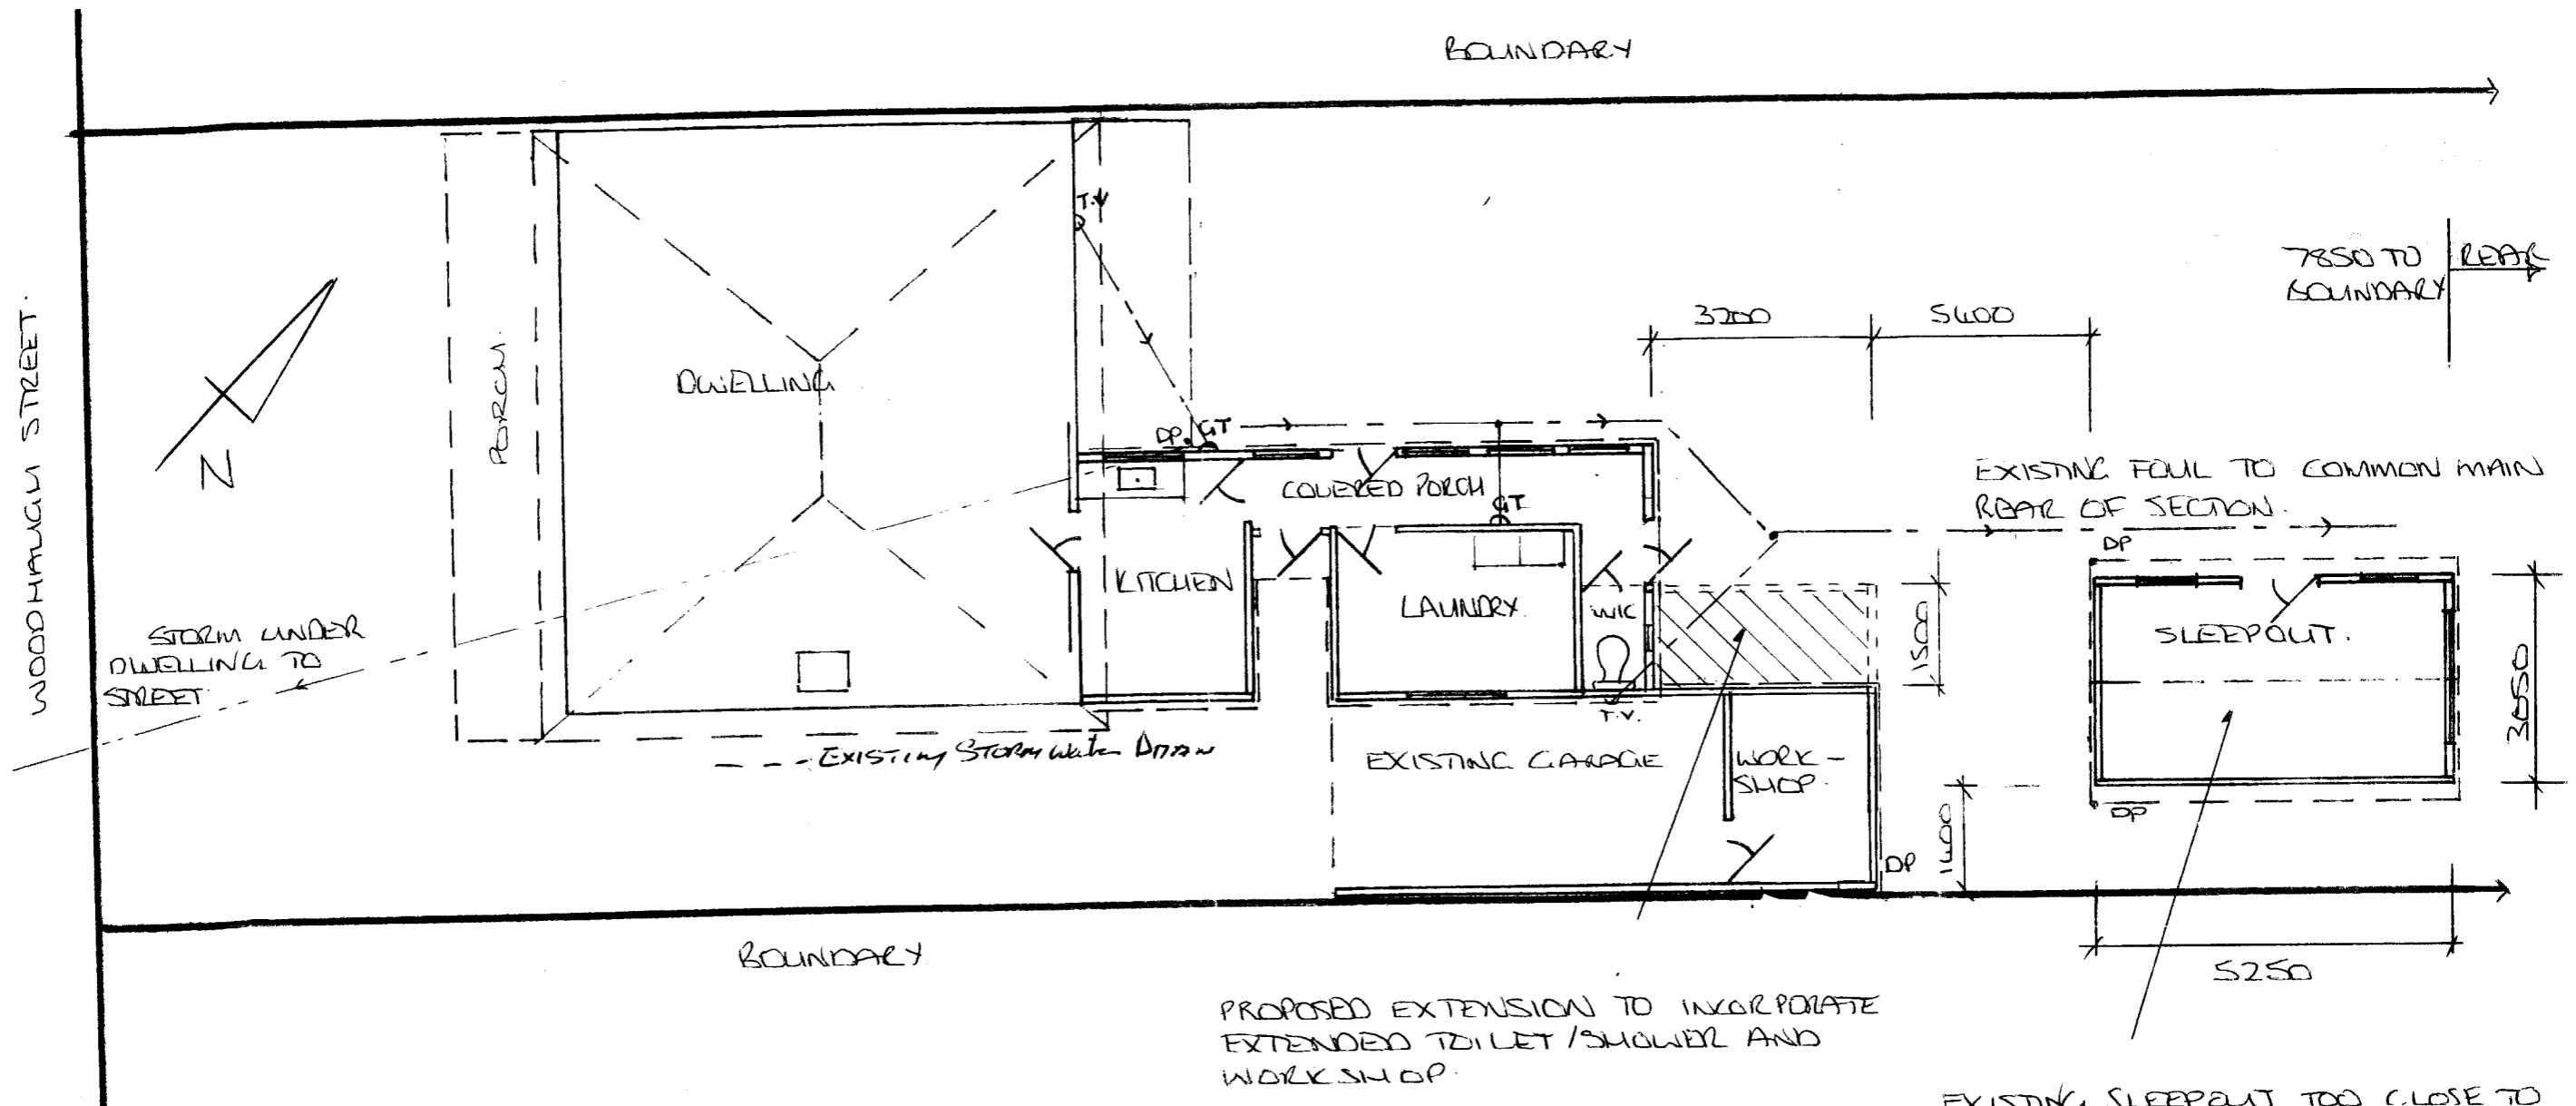 BOUNDARY
WOODHAUGH STREET.
N
PORCH.
DWELLING
T.V
7850 TO
BOUNDARY
REAR
3200
5400
DP
GT
COVERED PORCH
GT
EXISTING FOUL TO COMMON MAIN
REAR OF SECTION.
DP
KITCHEN
LAUNDRY.
W/C
1500
SLEEPOUT.
3050
STORM UNDER
DWELLING TO
STREET.
T.V.
EXISTING STORM Water DRAIN
EXISTING GARAGE
WORK-
SHOP.
DP
1400
DP
BOUNDARY
5250
PROPOSED EXTENSION TO INCORPORATE
EXTENDED TOILET/SHOWER AND
WORKSHOP.
EXISTING SLEEPOUT TOO CLOSE TO